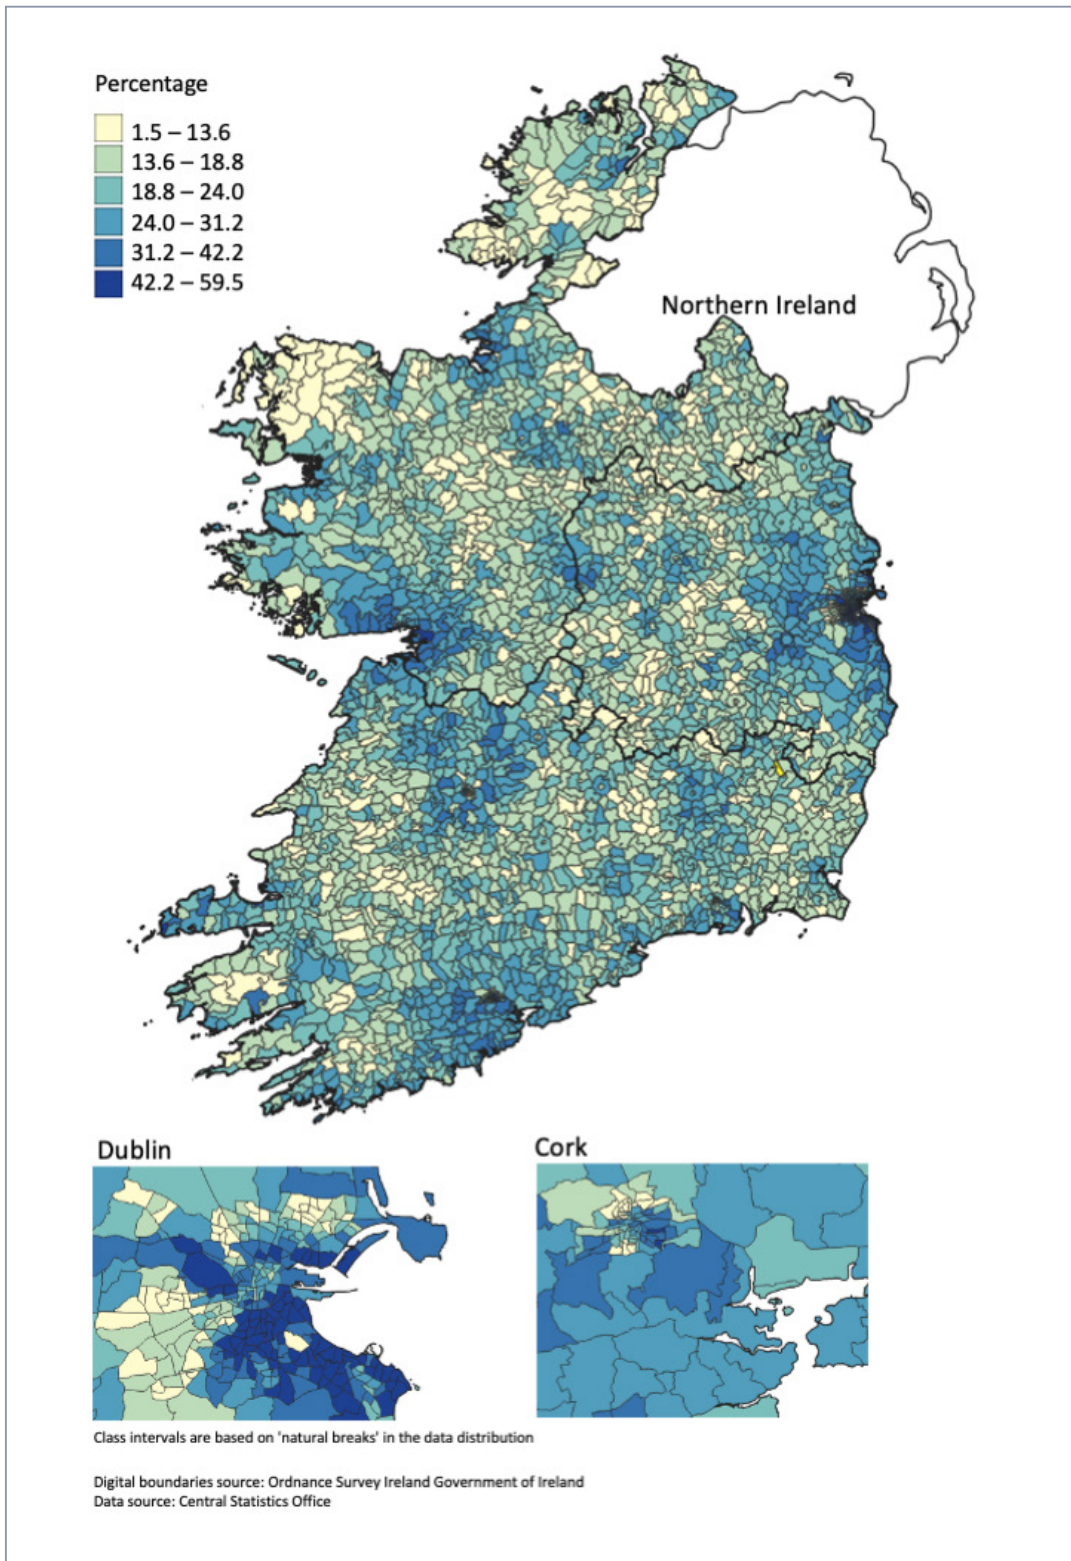 Percentage
1.5 – 13.6
13.6 – 18.8
18.8 – 24.0
24.0 – 31.2
31.2 – 42.2
42.2 – 59.5
Northern Ireland
Dublin
Cork
Class intervals are based on 'natural breaks' in the data distribution
Digital boundaries source: Ordnance Survey Ireland Government of Ireland
Data source: Central Statistics Office